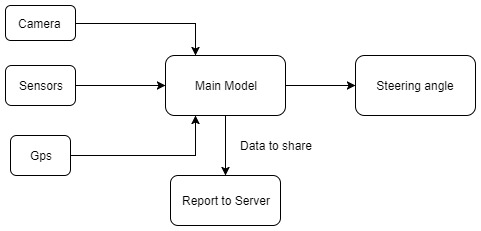 Camera
Sensors
Main Model
Steering angle
Gps
Data to share
Report to Server